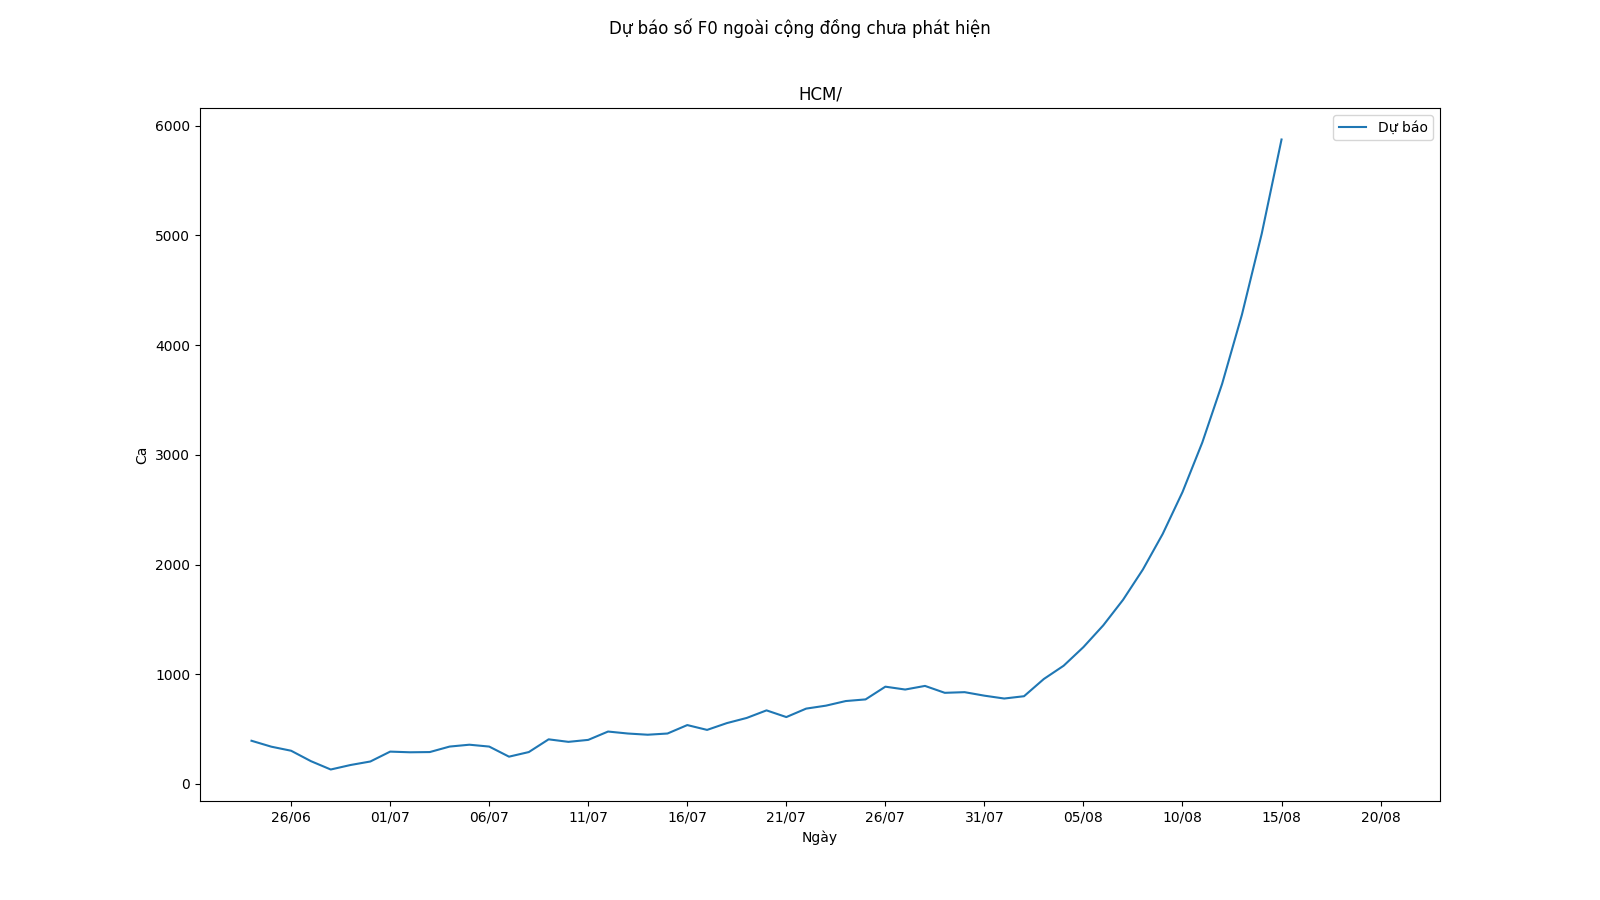 Dự báo số F0 ngoài cộng đồng chưa phát hiện
HCM/
Dự báo
6000
5000
4000
3000
2000
1000
0
Ca
26/06 01/07 06/07 11/07 16/07 21/07 26/07 31/07 05/08 10/08 15/08 20/08
Ngày